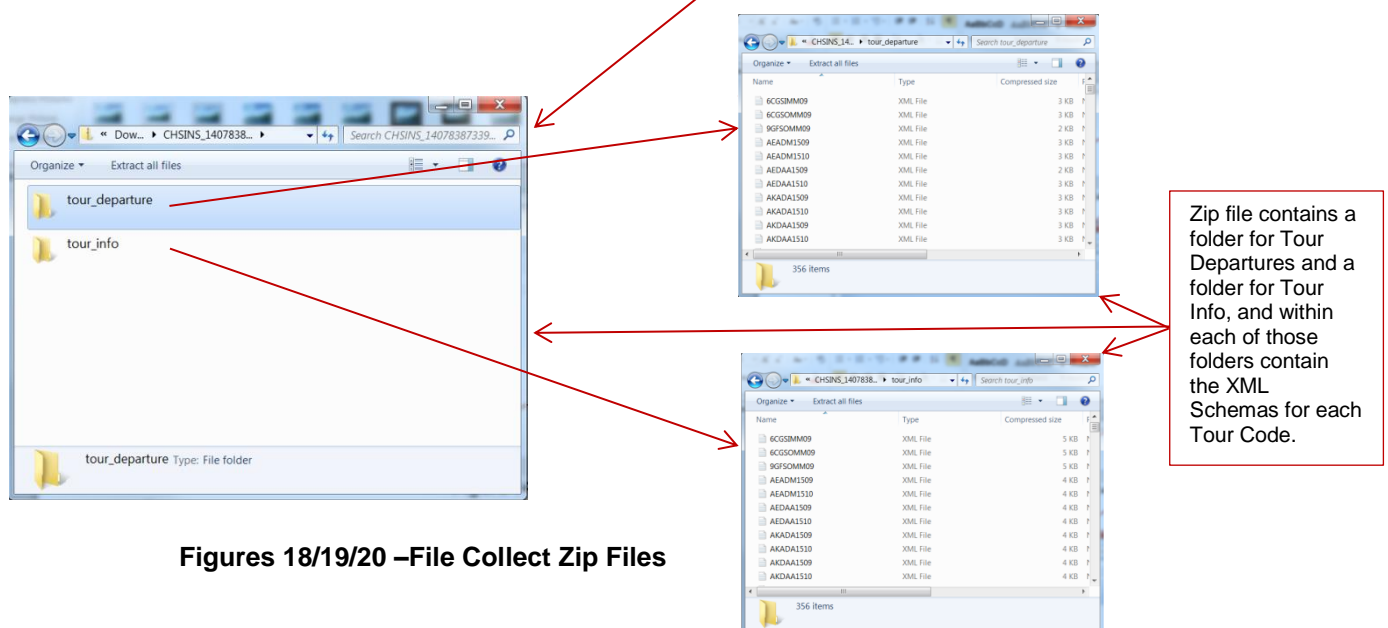 « Dow... ▸ CHSINS_1407838... ▸ Search CHSINS_14078387339...
Organize ▾ Extract all files
tour_departure
tour_info
tour_departure Type: File folder
« CHSINS_14... ▸ tour_departure Search tour_departure
Organize ▾ Extract all files
Name Type Compressed size
6CGSIMM09 XML File 3 KB
6CGSOMM09 XML File 3 KB
9GFSOMM09 XML File 2 KB
AEADM1509 XML File 2 KB
AEADM1510 XML File 3 KB
AEDAA1509 XML File 2 KB
AEDAA1510 XML File 3 KB
AKADA1509 XML File 3 KB
AKADA1510 XML File 3 KB
AKDAA1509 XML File 3 KB
AKDAA1510 XML File 3 KB
356 items
Zip file contains a
folder for Tour
Departures and a
folder for Tour
Info, and within
each of those
folders contain
the XML
Schemas for each
Tour Code.
« CHSINS_1407838... ▸ tour_info Search tour_info
Organize ▾ Extract all files
Name Type Compressed size
6CGSIMM09 XML File 5 KB
6CGSOMM09 XML File 5 KB
9GFSOMM09 XML File 5 KB
AEADM1509 XML File 4 KB
AEADM1510 XML File 4 KB
AEDAA1509 XML File 4 KB
AEDAA1510 XML File 4 KB
AKADA1509 XML File 4 KB
AKADA1510 XML File 4 KB
AKDAA1509 XML File 4 KB
AKDAA1510 XML File 4 KB
356 items
Figures 18/19/20 –File Collect Zip Files